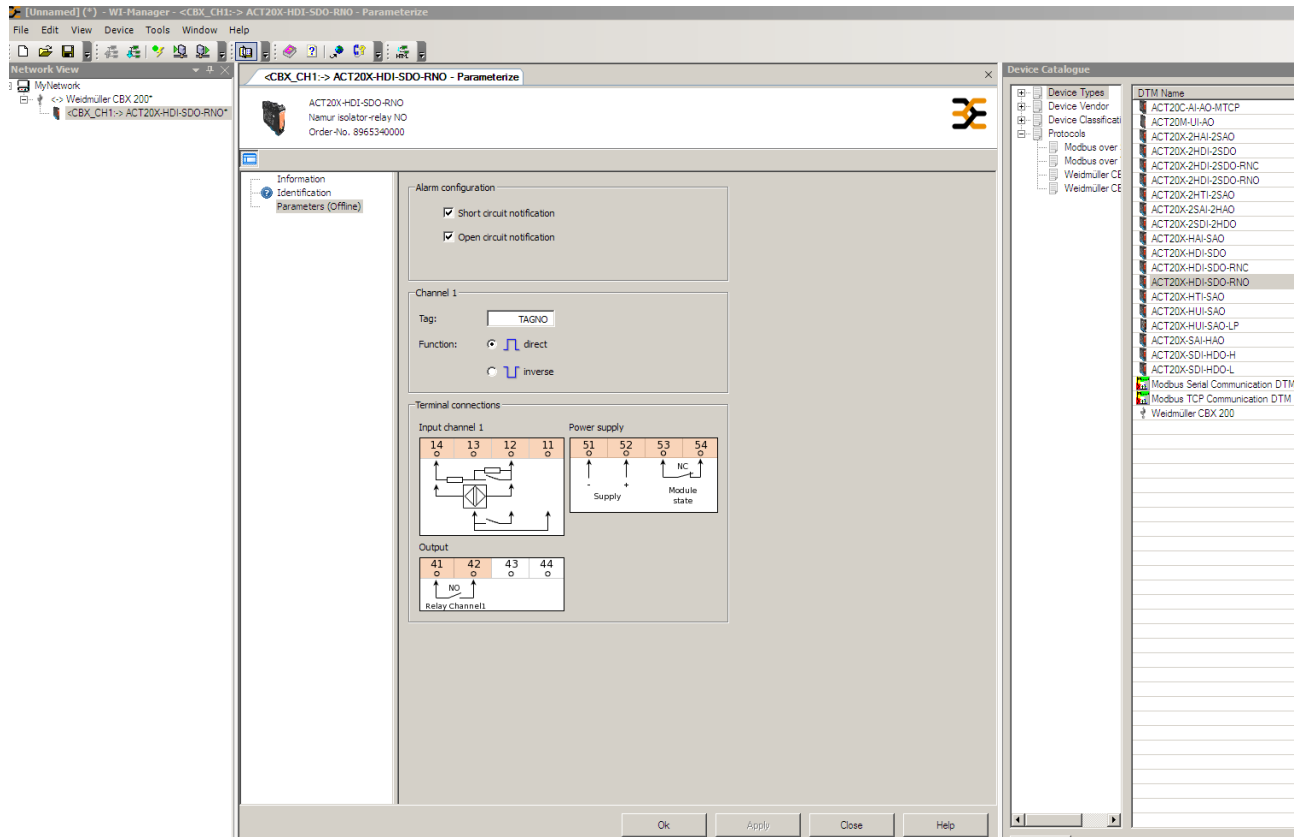 [Unnamed] (*) - WI-Manager - <CBX_CH1:-> ACT20X-HDI-SDO-RNO - Parameterize
File Edit View Device Tools Window Help
Network View
MyNetwork
<-> Weidmüller CBX 200*
<CBX_CH1:-> ACT20X-HDI-SDO-RNO*
<CBX_CH1:-> ACT20X-HDI-SDO-RNO - Parameterize
ACT20X-HDI-SDO-RNO
Namur isolator-relay NO
Order-No. 8965340000
Information
Identification
Parameters (Offline)
Alarm configuration
Short circuit notification
Open circuit notification
Channel 1
Tag: TAGNO
Function: direct
inverse
Terminal connections
Input channel 1 Power supply
14 13 12 11 51 52 53 54
NC
- +
Supply Module
state
Output
41 42 43 44
NO
Relay Channel1
Ok Apply Close Help
Device Catalogue
Device Types
Device Vendor
Device Classificati
Protocols
Modbus over
Modbus over
Weidmüller CE
Weidmüller CE
DTM Name
ACT20C-AI-AO-MTCP
ACT20M-UI-AO
ACT20X-2HAI-2SAO
ACT20X-2HDI-2SDO
ACT20X-2HDI-2SDO-RNC
ACT20X-2HDI-2SDO-RNO
ACT20X-2HTI-2SAO
ACT20X-2SAI-2HAO
ACT20X-2SDI-2HDO
ACT20X-HAI-SAO
ACT20X-HDI-SDO
ACT20X-HDI-SDO-RNC
ACT20X-HDI-SDO-RNO
ACT20X-HTI-SAO
ACT20X-HUI-SAO
ACT20X-HUI-SAO-LP
ACT20X-SAI-HAO
ACT20X-SDI-HDO-H
ACT20X-SDI-HDO-L
Modbus Serial Communication DTM
Modbus TCP Communication DTM
Weidmüller CBX 200